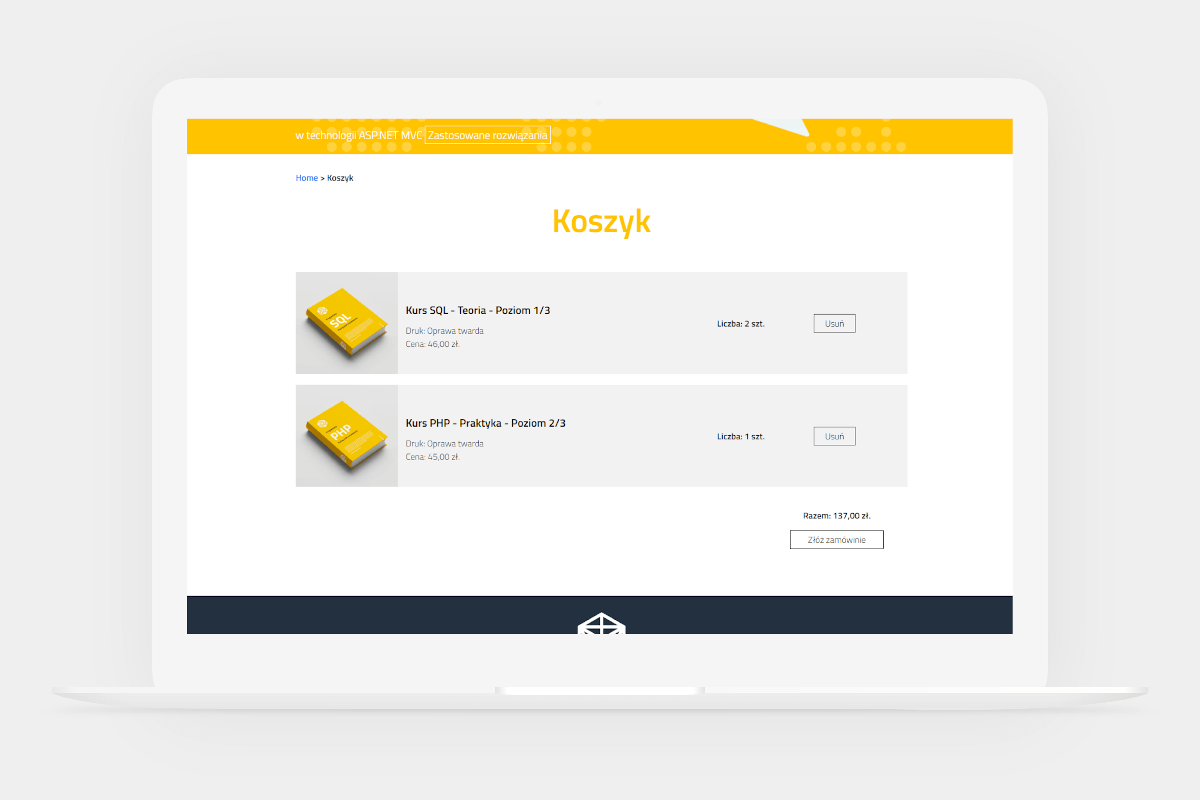 w technologii ASP.NET MVC Zastosowane rozwiązania
Home > Koszyk
Koszyk
SQL
Kurs SQL - Teoria - Poziom 1/3
Druk: Oprawa twarda
Cena: 46,00 zł.
Liczba: 2 szt.
Usuń
PHP
Kurs PHP - Praktyka - Poziom 2/3
Druk: Oprawa twarda
Cena: 45,00 zł.
Liczba: 1 szt.
Usuń
Razem: 137,00 zł.
Złóż zamówinie